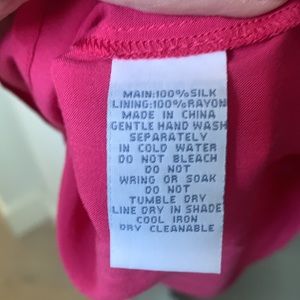 MAIN:100%SILK
LINING:100%RAYON
MADE IN CHINA
GENTLE HAND WASH
SEPARATELY
IN COLD WATER
DO NOT BLEACH
DO NOT
WRING OR SOAK
DO NOT
TUMBLE DRY
LINE DRY IN SHADE
COOL IRON
DRY CLEANABLE